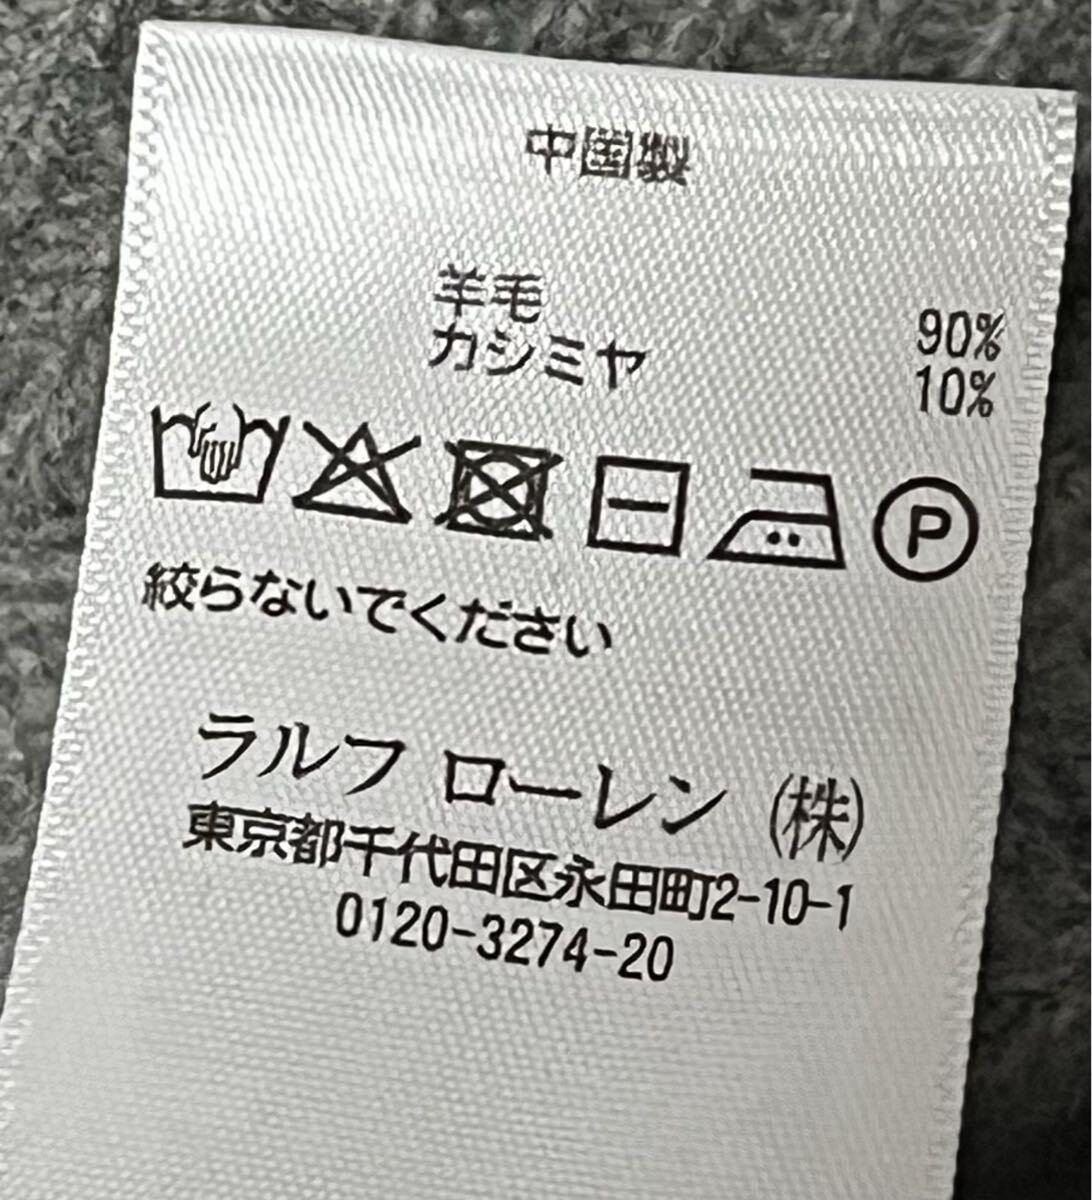 中国製
羊毛 90%
カシミヤ 10%
P
絞らないでください
ラルフ ローレン (株)
東京都千代田区永田町2-10-1
0120-3274-20